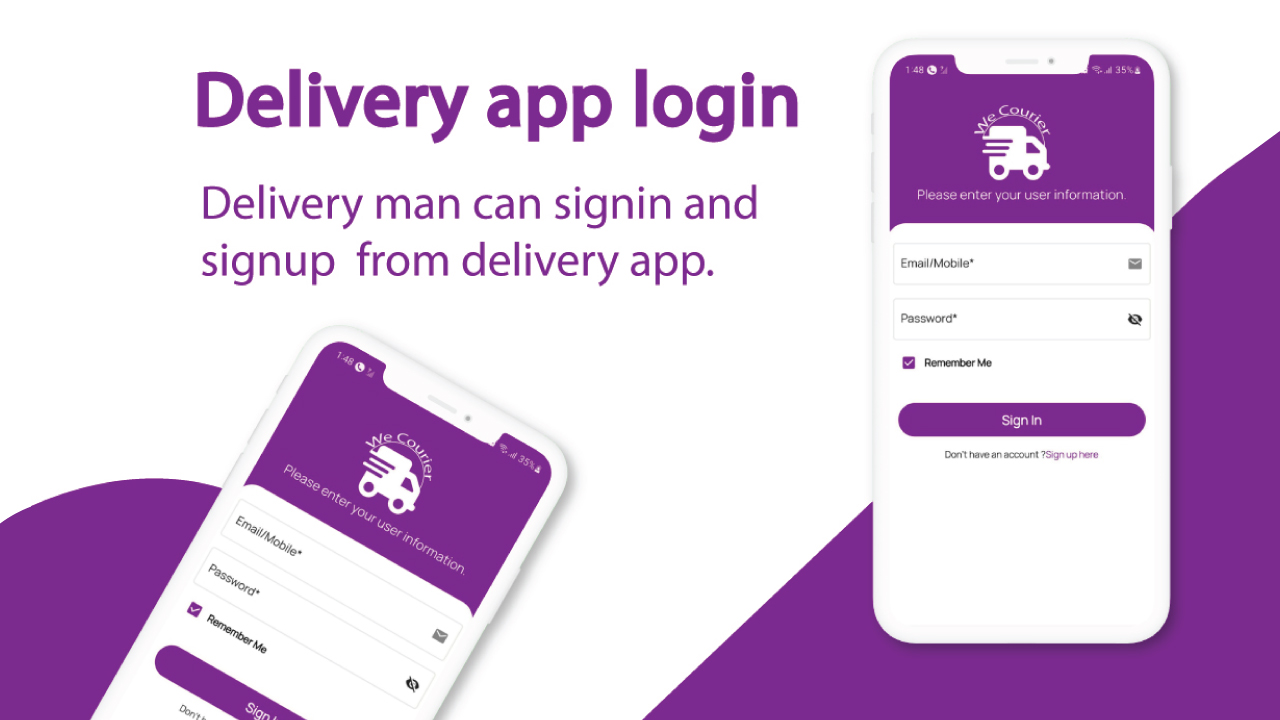 Delivery app login
Delivery man can signin and
signup from delivery app.
1:48
35%
We Courier
Please enter your user information.
Email/Mobile*
Password*
Remember Me
Sign In
Don't have an account ?Sign up here
1:48
35%
We Courier
Please enter your user information.
Email/Mobile*
Password*
Remember Me
Sign
Don't